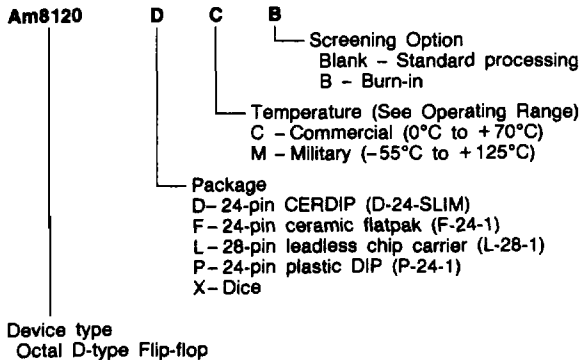 Am8120 D C B
Screening Option
Blank – Standard processing
B – Burn-in
Temperature (See Operating Range)
C – Commercial (0°C to +70°C)
M – Military (–55°C to +125°C)
Package
D– 24-pin CERDIP (D-24-SLIM)
F – 24-pin ceramic flatpak (F-24-1)
L – 28-pin leadless chip carrier (L-28-1)
P – 24-pin plastic DIP (P-24-1)
X– Dice
Device type
Octal D-type Flip-flop